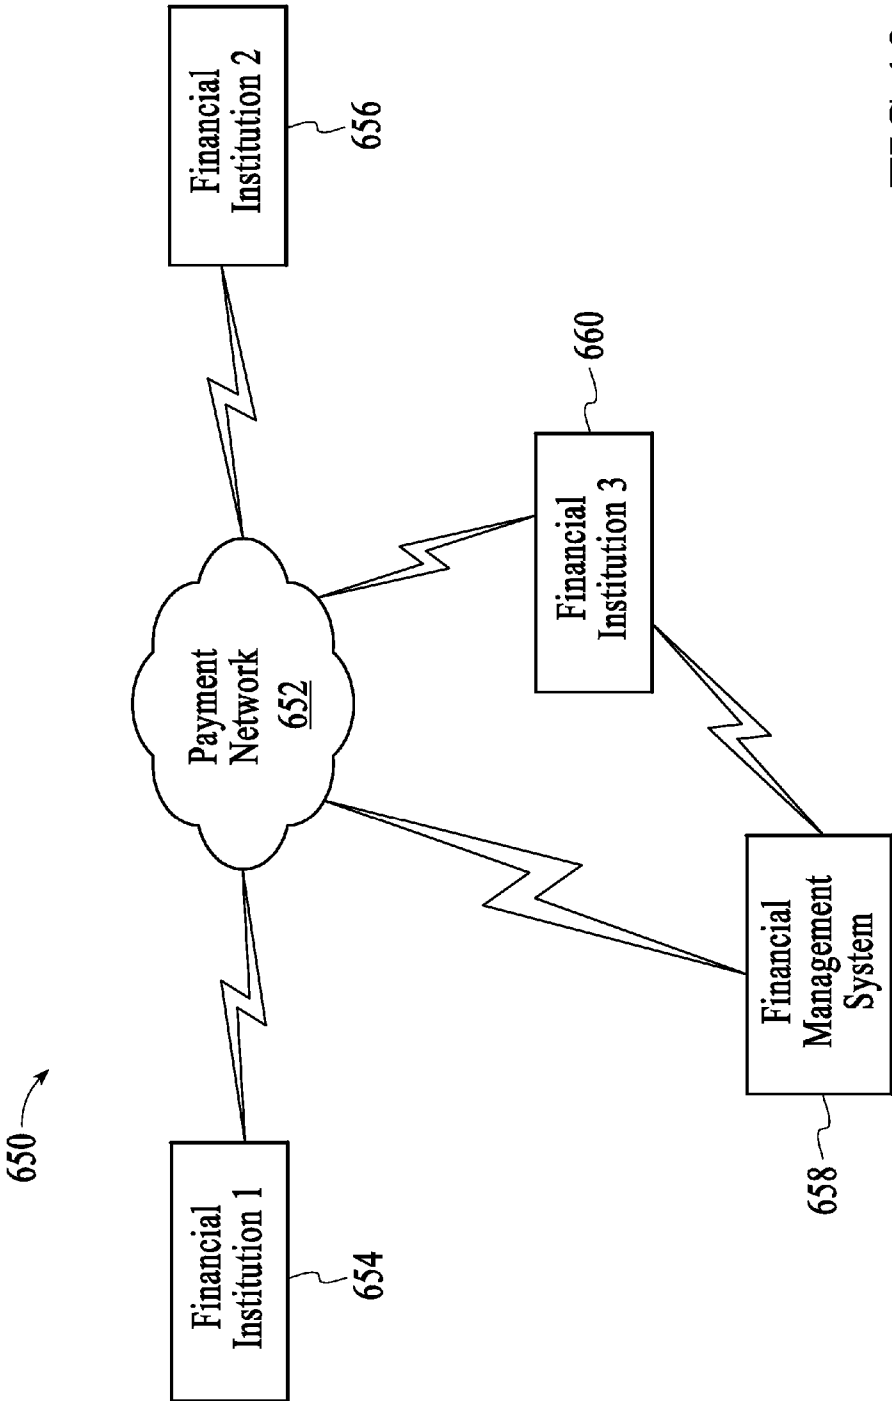 650
Financial
Institution 1
654
Payment
Network
652
Financial
Institution 2
656
Financial
Institution 3
660
Financial
Management
System
658